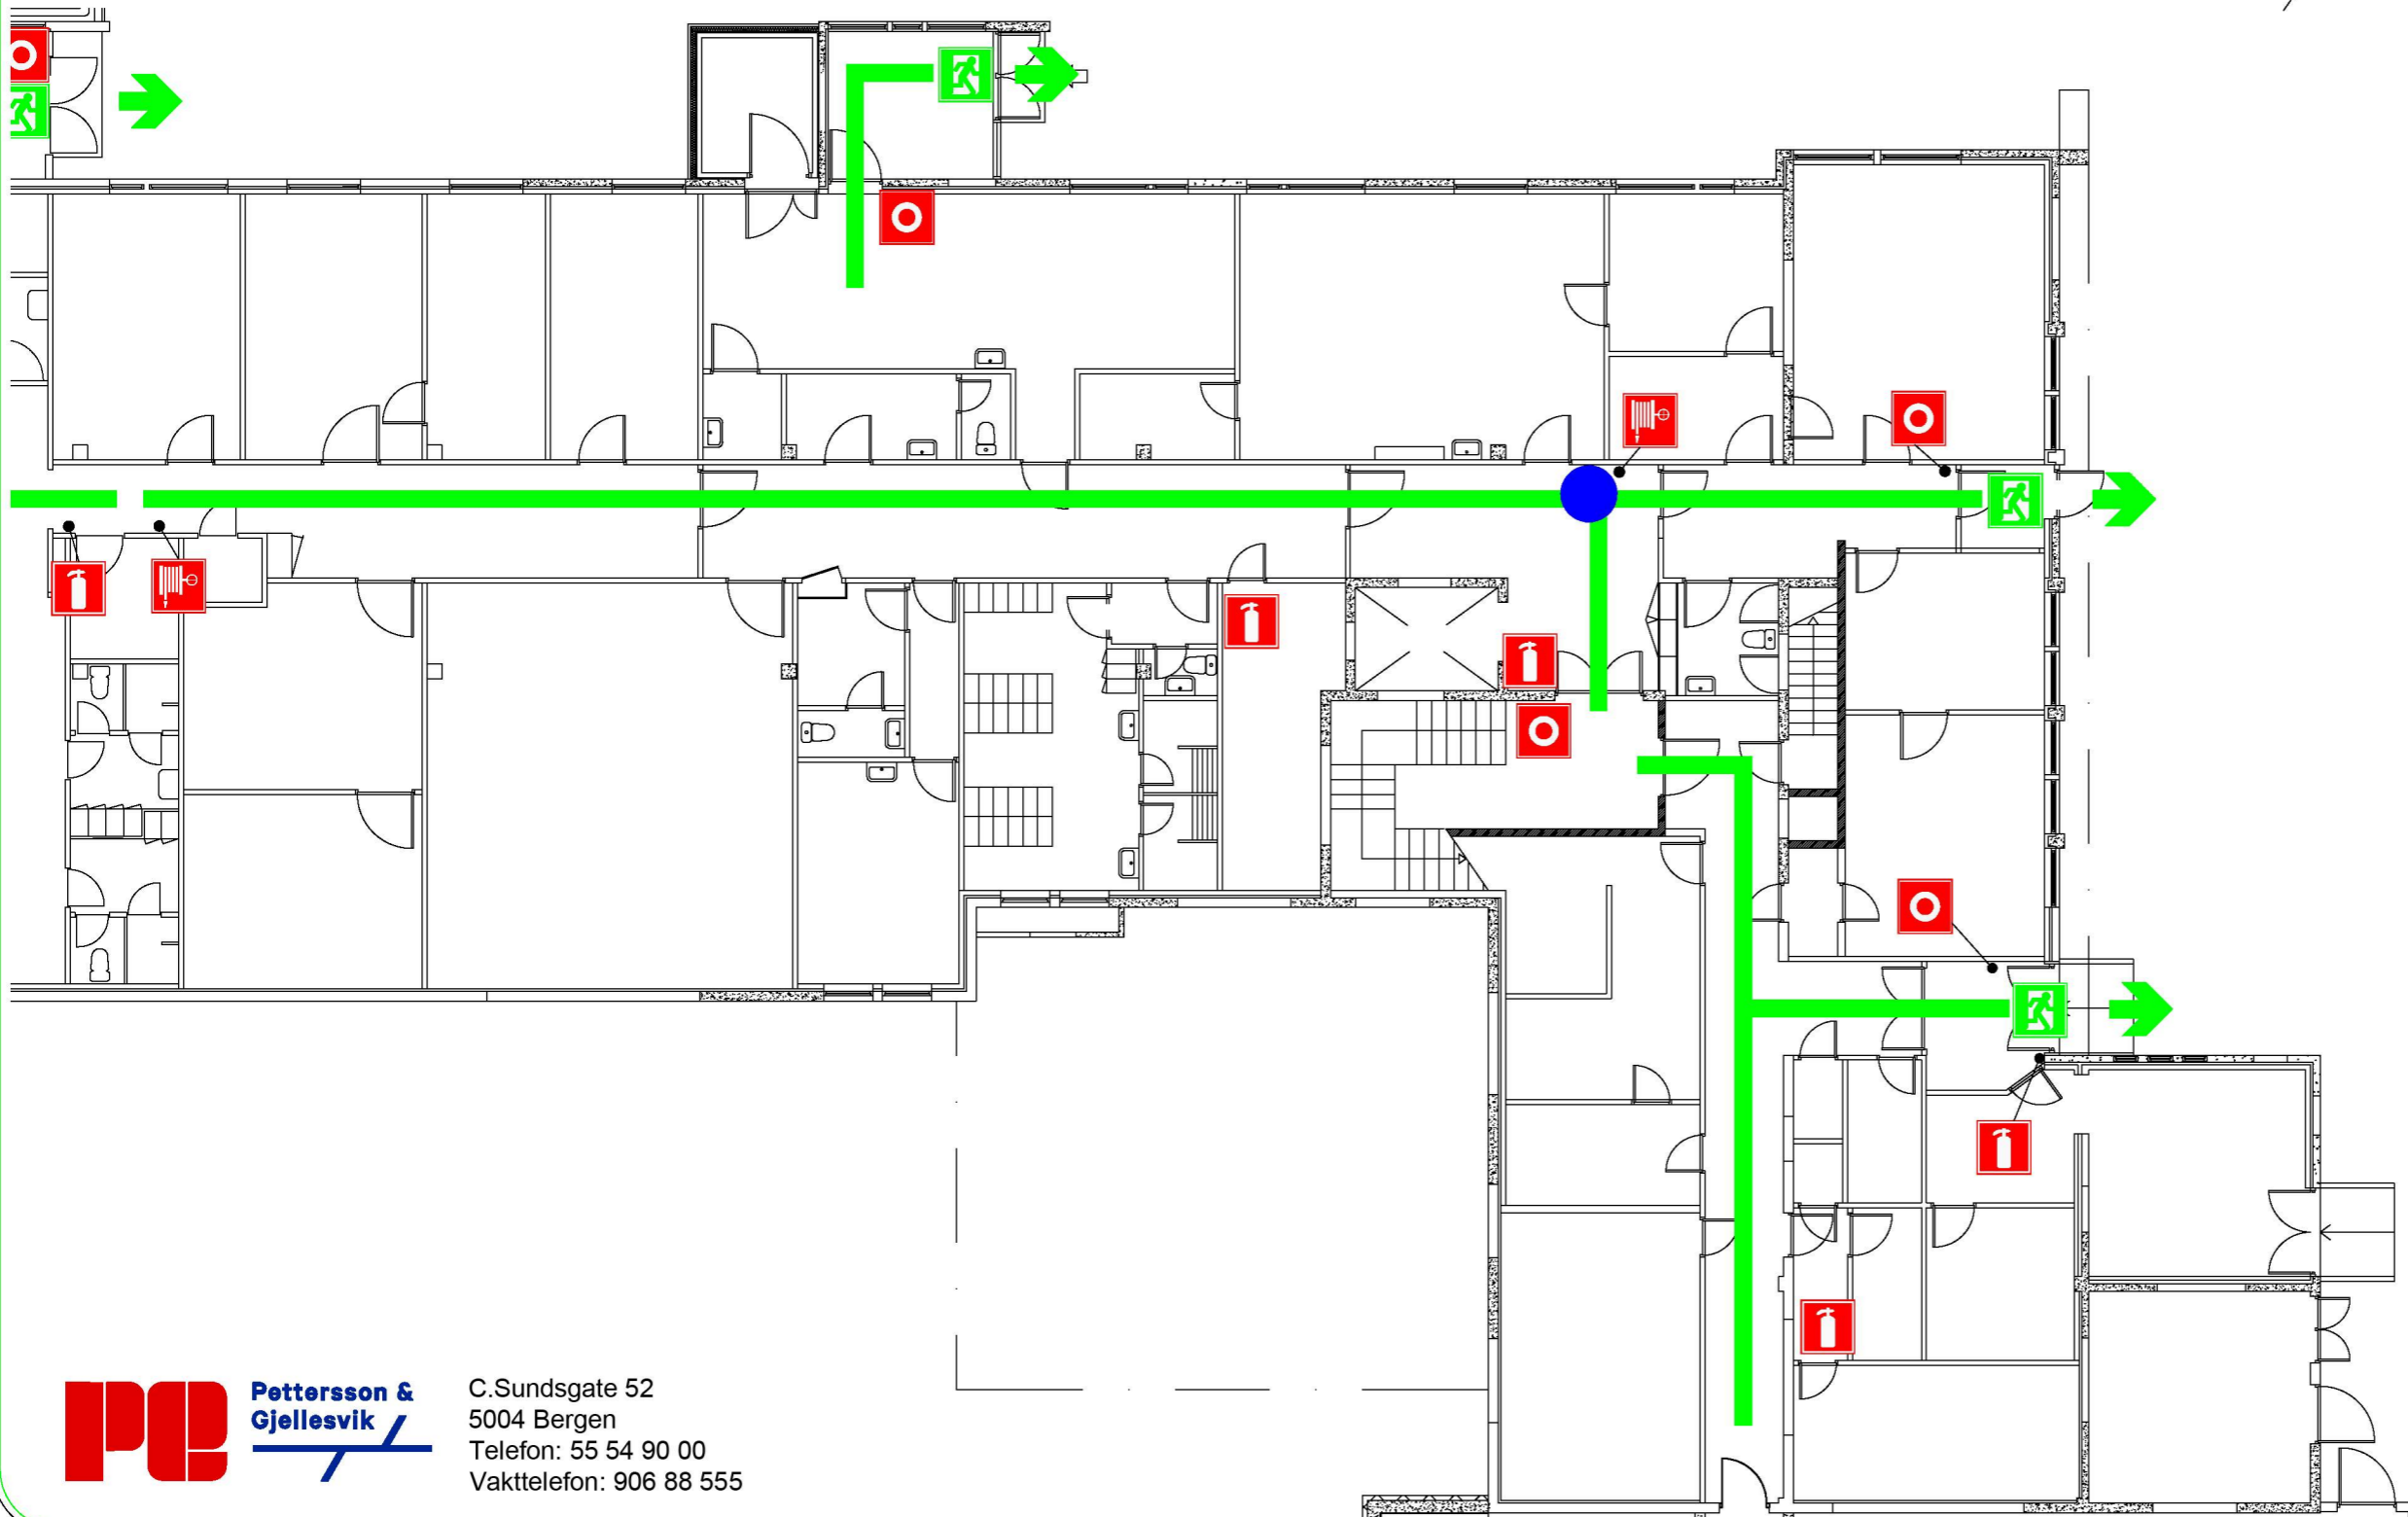 Pettersson &
Gjellesvik
C.Sundsgate 52
5004 Bergen
Telefon: 55 54 90 00
Vakttelefon: 906 88 555